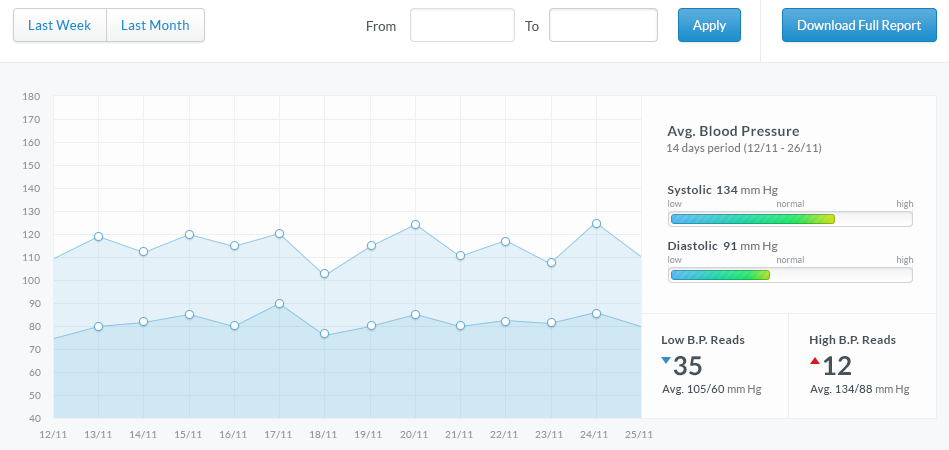 Last Week Last Month From To Apply Download Full Report
180
170
160
150
140
130
120
110
100
90
80
70
60
50
40
12/11 13/11 14/11 15/11 16/11 17/11 18/11 19/11 20/11 21/11 22/11 23/11 24/11 25/11
Avg. Blood Pressure
14 days period (12/11 - 26/11)
Systolic 134 mm Hg
low normal high
Diastolic 91 mm Hg
low normal high
Low B.P. Reads
35
Avg. 105/60 mm Hg
High B.P. Reads
12
Avg. 134/88 mm Hg